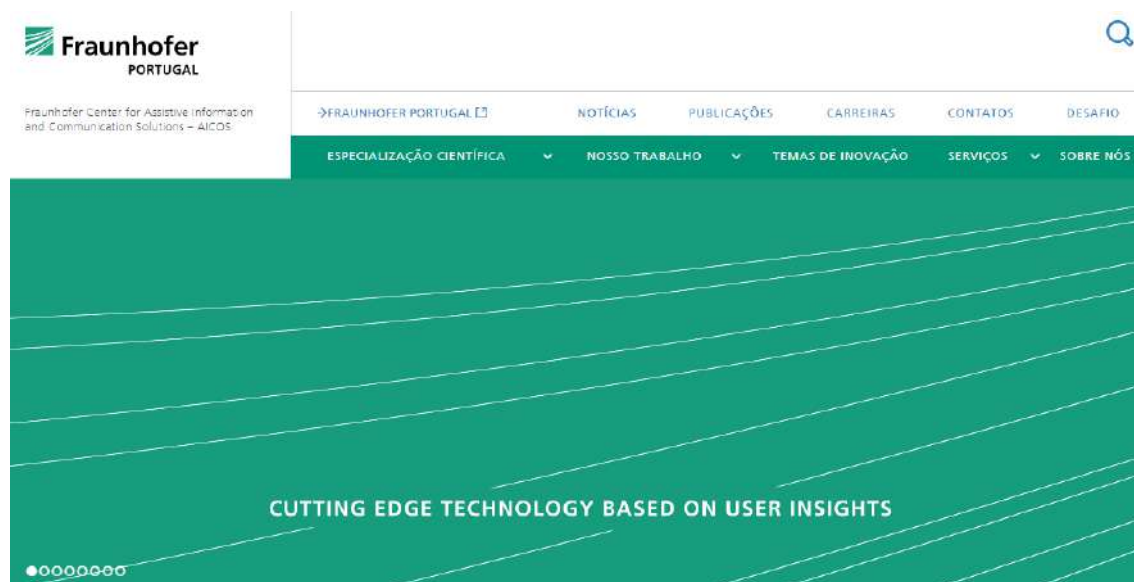 Fraunhofer
PORTUGAL
Fraunhofer Center for Assistive Information
and Communication Solutions – AICOS
→FRAUNHOFER PORTUGAL NOTÍCIAS PUBLICAÇÕES CARREIRAS CONTATOS DESAFIO
ESPECIALIZAÇÃO CIENTÍFICA NOSSO TRABALHO TEMAS DE INOVAÇÃO SERVIÇOS SOBRE NÓS
CUTTING EDGE TECHNOLOGY BASED ON USER INSIGHTS